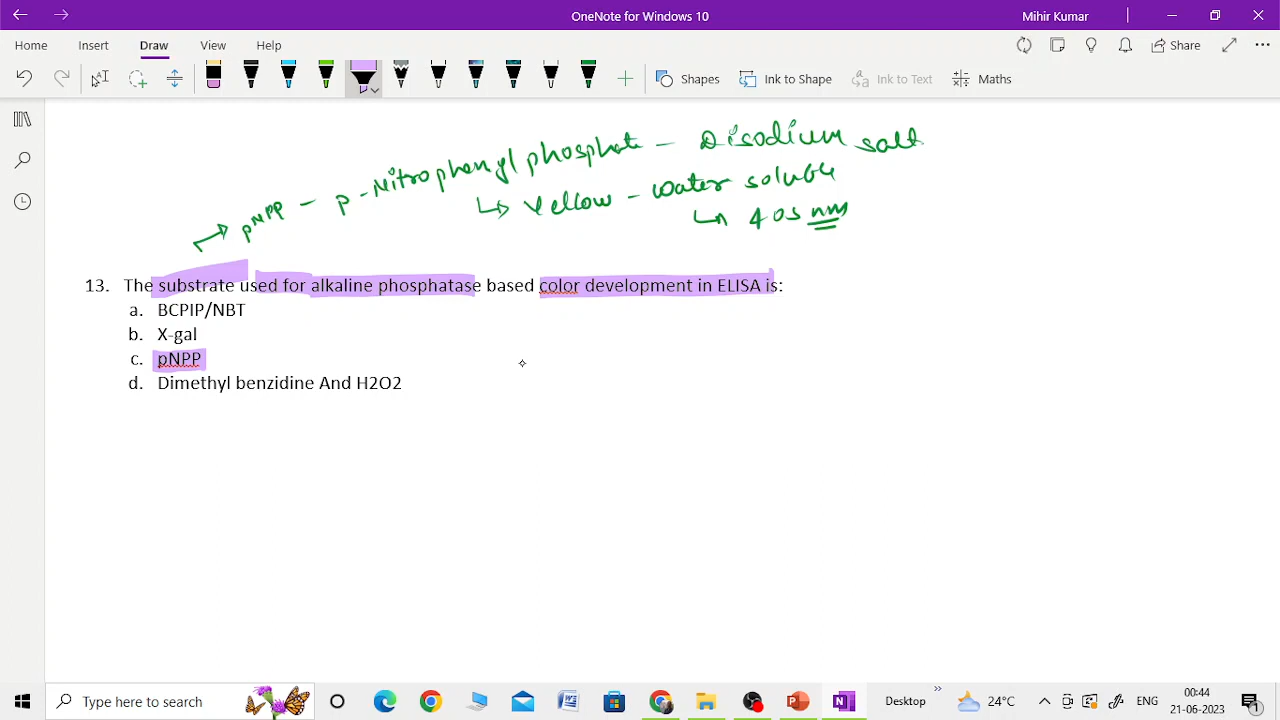 OneNote for Windows 10
Mihir Kumar
Home Insert Draw View Help
Share
Shapes Ink to Shape Ink to Text Maths
pNPP - p-Nitrophenyl phosphate - Disodium salt
Yellow - water soluble
405 nm
13. The substrate used for alkaline phosphatase based color development in ELISA is:
a. BCPIP/NBT
b. X-gal
c. pNPP
d. Dimethyl benzidine And H2O2
Type here to search
Desktop
24°C
ENG
00:44
21-06-2023